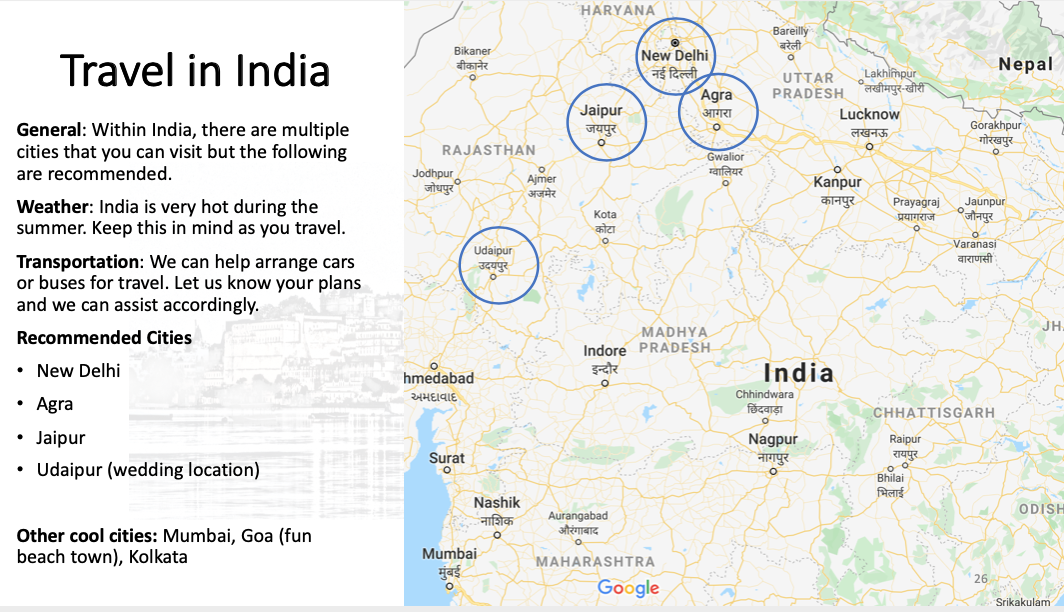 Travel in India
General: Within India, there are multiple
cities that you can visit but the following
are recommended.
Weather: India is very hot during the
summer. Keep this in mind as you travel.
Transportation: We can help arrange cars
or buses for travel. Let us know your plans
and we can assist accordingly.
Recommended Cities
• New Delhi
• Agra
• Jaipur
• Udaipur (wedding location)
Other cool cities: Mumbai, Goa (fun
beach town), Kolkata
HARYANA
Bikaner
बीकानेर
New Delhi
नई दिल्ली
Bareilly
बरेली
Nepal
UTTAR
PRADESH
Lakhimpur
लखीमपुर-खीरी
Jaipur
जयपुर
Agra
आगरा
Lucknow
लखनऊ
Gorakhpur
गोरखपुर
RAJASTHAN
Jodhpur
जोधपुर
Ajmer
अजमेर
Gwalior
ग्वालियर
Kanpur
कानपुर
Prayagraj
प्रयागराज
Jaunpur
जौनपुर
Kota
कोटा
Varanasi
वाराणसी
Udaipur
उदयपुर
MADHYA
PRADESH
JH
Indore
इन्दौर
India
hmedabad
અમદાવાદ
Chhindwara
छिंदवाड़ा
CHHATTISGARH
Nagpur
नागपुर
Raipur
रायपुर
Surat
Bhilai
भिलाई
Nashik
नाशिक
Aurangabad
औरंगाबाद
ODISH
Mumbai
मुंबई
MAHARASHTRA
Google
26
Srikakulam